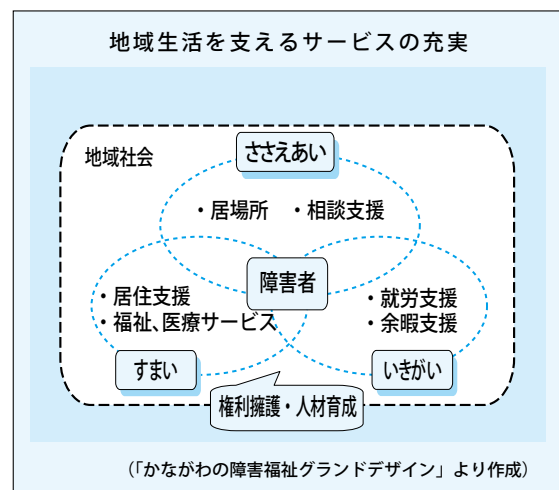 地域生活を支えるサービスの充実
ささえあい
地域社会
・居場所 ・相談支援
障害者
・居住支援
・福祉、医療サービス
・就労支援
・余暇支援
すまい
いきがい
権利擁護・人材育成
（「かながわの障害福祉グランドデザイン」より作成）